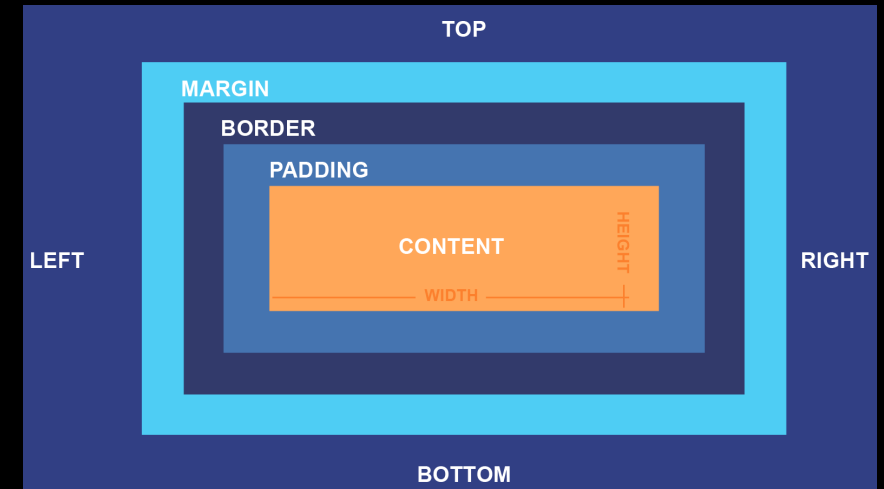 TOP
MARGIN
BORDER
PADDING
HEIGHT
CONTENT
LEFT
RIGHT
WIDTH
BOTTOM